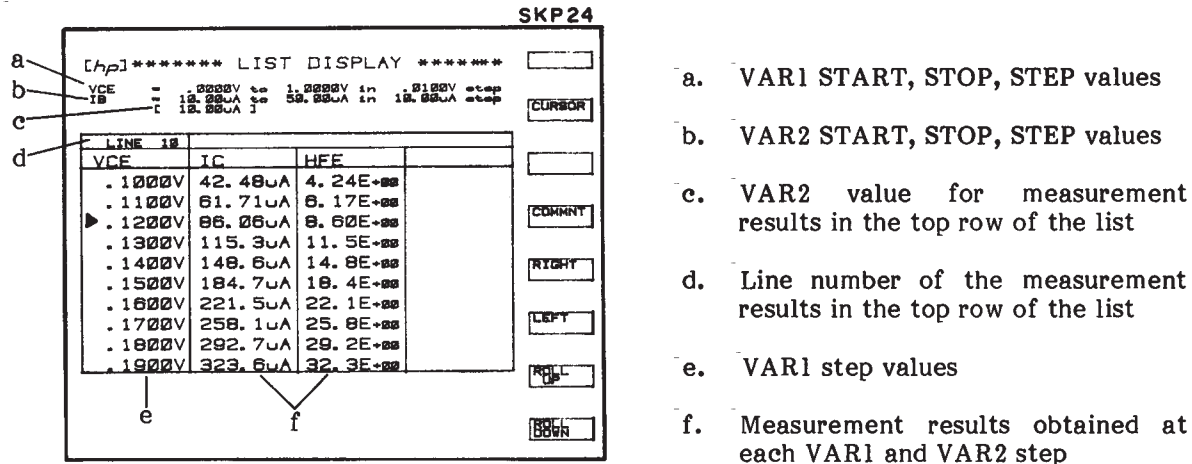 SKP24
[hp]******* LIST DISPLAY *******
VCE = .0000V to 1.0000V in .0100V step
IB = 10.00uA to 50.00uA in 10.00uA step
[ 10.00uA ]
LINE 10
VCE IC HFE
.1000V 42.48uA 4.24E+00
.1100V 61.71uA 6.17E+00
.1200V 86.06uA 8.60E+00
.1300V 115.3uA 11.5E+00
.1400V 148.6uA 14.8E+00
.1500V 184.7uA 18.4E+00
.1600V 221.5uA 22.1E+00
.1700V 258.1uA 25.8E+00
.1800V 292.7uA 29.2E+00
.1900V 323.6uA 32.3E+00
CURSOR
COMMNT
RIGHT
LEFT
ROLL
UP
ROLL
DOWN
a
b
c
d
e
f
a. VAR1 START, STOP, STEP values
b. VAR2 START, STOP, STEP values
c. VAR2 value for measurement
results in the top row of the list
d. Line number of the measurement
results in the top row of the list
e. VAR1 step values
f. Measurement results obtained at
each VAR1 and VAR2 step